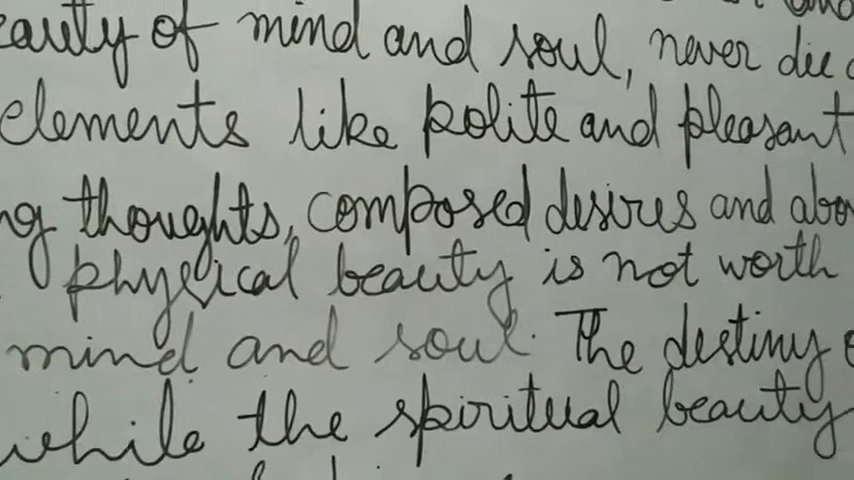 beauty of mind and soul, never die
elements like polite and pleasant
thoughts, composed desires and
physical beauty is not worth
mind and soul. The destiny
while the spiritual beauty